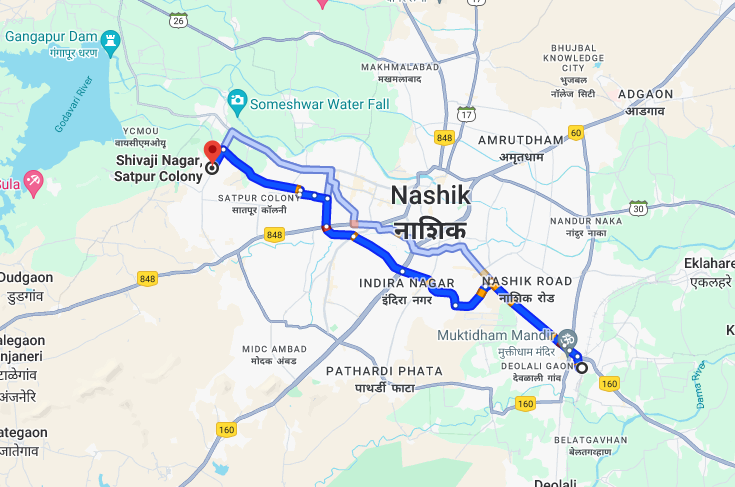 26
Gangapur Dam
गंगापूर धरण
Godavari River
Someshwar Water Fall
MAKHMALABAD
मखमलाबाद
BHUJBAL
KNOWLEDGE
CITY
भुजबल
नॉलेज सिटी
ADGAON
आडगाव
17
848
60
YCMOU
वायसीएमओयू
Shivaji Nagar,
Satpur Colony
AMRUTDHAM
अमृतधाम
Sula
SATPUR COLONY
सातपूर कॉलनी
Nashik
नाशिक
30
NANDUR NAKA
नांदुर नाका
848
848
Dudgaon
डुडगांव
INDIRA NAGAR
इंदिरा नगर
NASHIK ROAD
नाशिक रोड
Eklahare
एकलहरे
Muktidham Mandir
मुक्तीधाम मंदिर
MIDC AMBAD
मोदक अंबड
PATHARDI PHATA
पाथर्डी फाटा
DEOLALI GAON
देवळाली गांव
160
160
160
Darna River
BELATGAVHAN
बेलतगव्हाण
Deolali